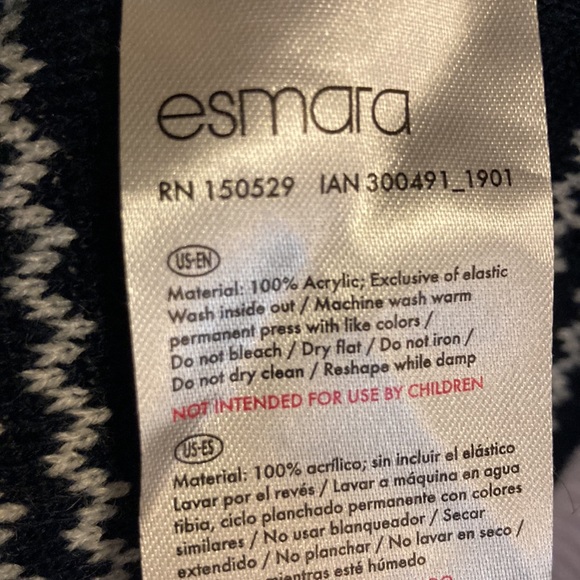 esmara
RN 150529 IAN 300491_1901
US-EN
Material: 100% Acrylic; Exclusive of elastic
Wash inside out / Machine wash warm
permanent press with like colors /
Do not bleach / Dry flat / Do not iron /
Do not dry clean / Reshape while damp
NOT INTENDED FOR USE BY CHILDREN
US-ES
Material: 100% acrílico; sin incluir el elástico
Lavar por el revés / Lavar a máquina en agua
tibia, ciclo planchado permanente con colores
similares / No usar blanqueador / Secar
extendido / No planchar / No lavar en seco /
mientras esté húmedo